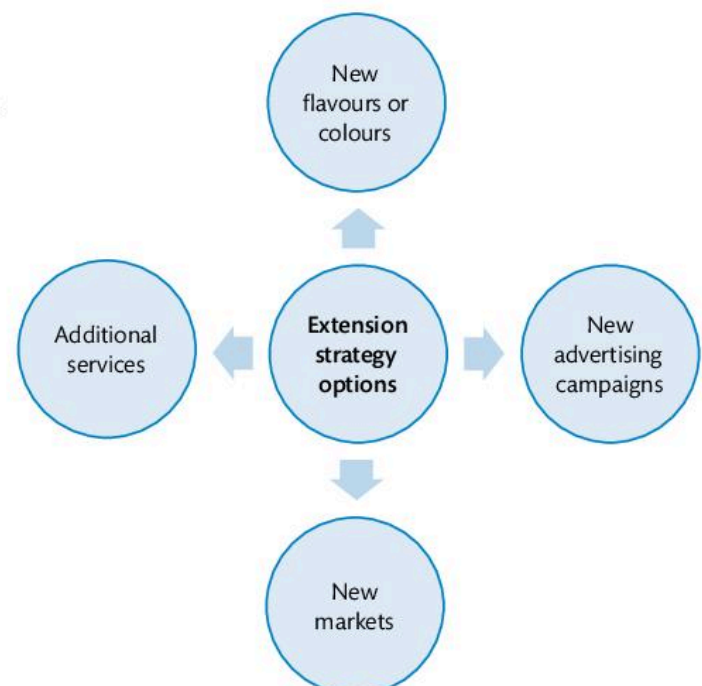 New
flavours or
colours
Additional
services
Extension
strategy
options
New
advertising
campaigns
New
markets